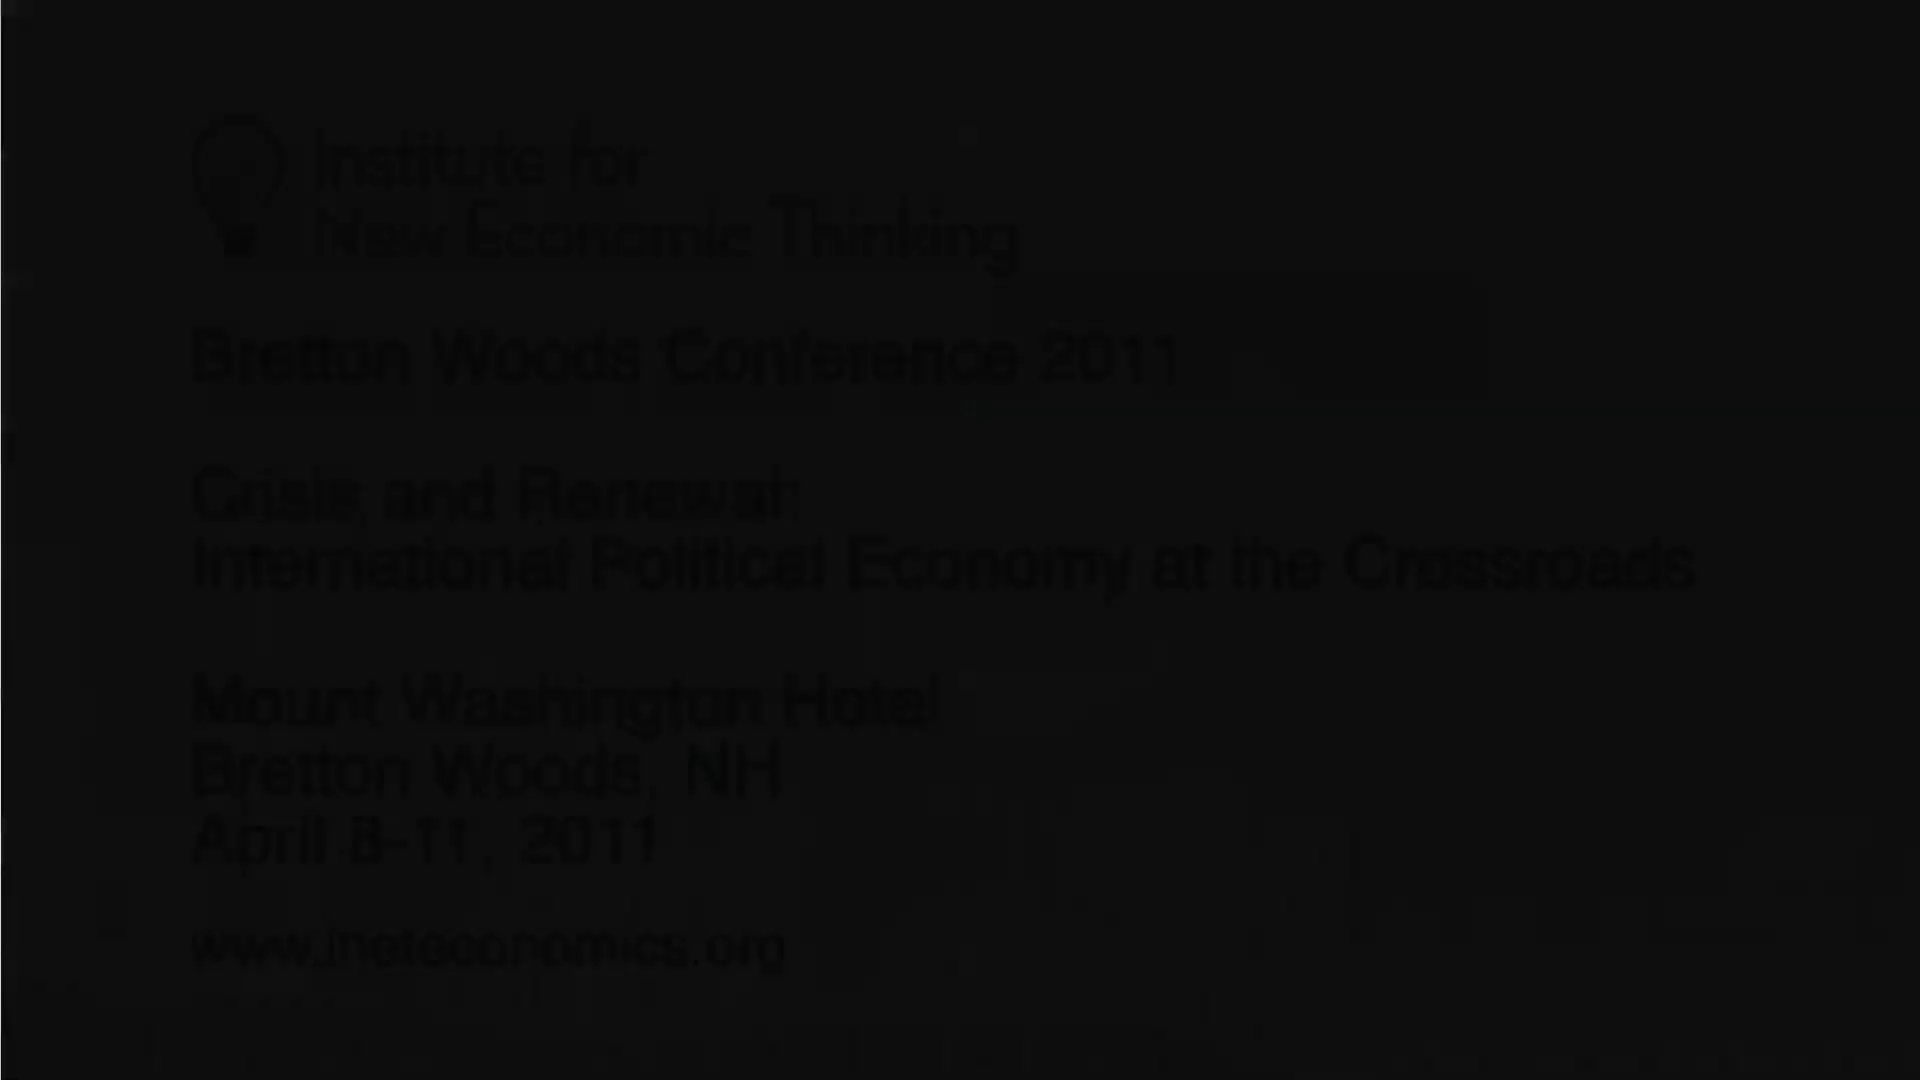 Institute for
New Economic Thinking
Bretton Woods Conference 2011
Crisis and Renewal:
International Political Economy at the Crossroads
Mount Washington Hotel
Bretton Woods, NH
April 8-11, 2011
www.ineteconomics.org